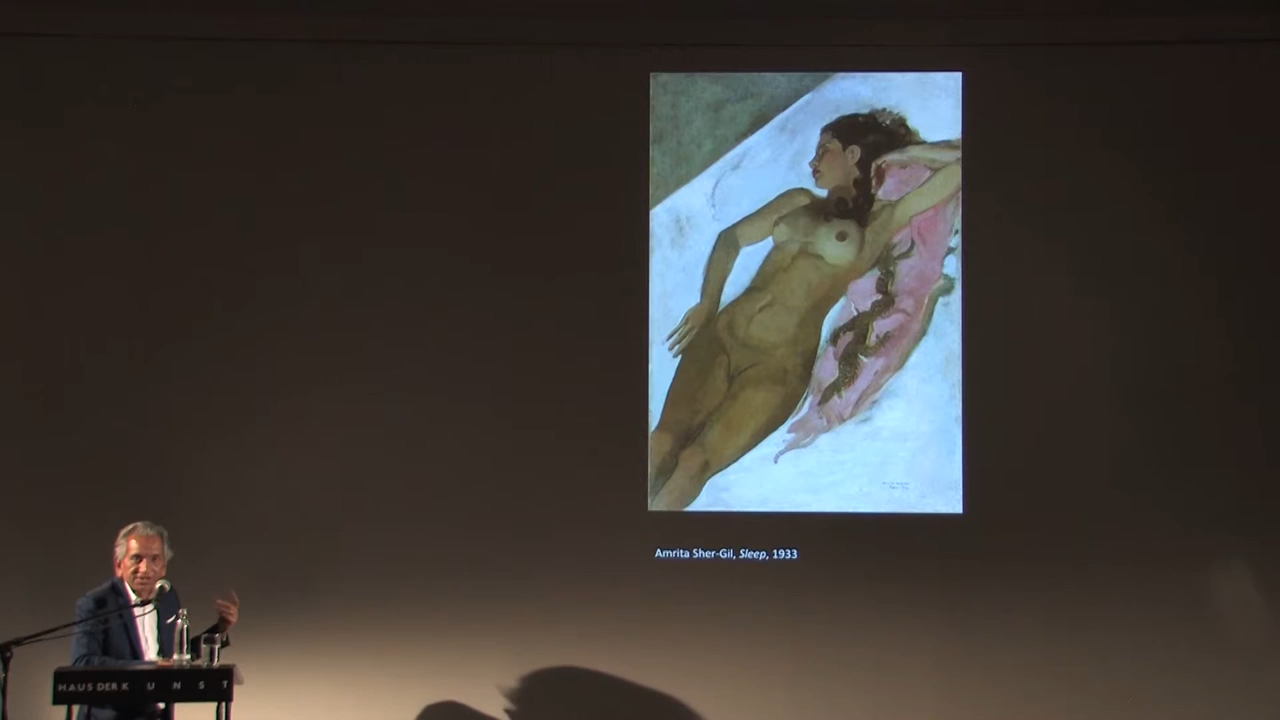 Amrita Sher-Gil, Sleep, 1933
HAUS DER K U N S T